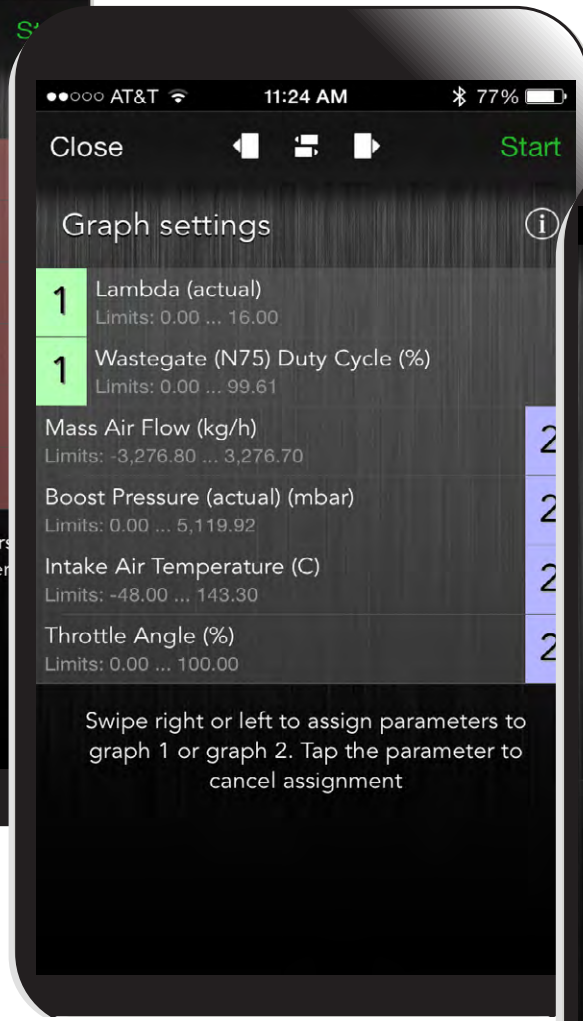 AT&T 11:24 AM 77%
Close Start
Graph settings
1 Lambda (actual)
Limits: 0.00 ... 16.00
1 Wastegate (N75) Duty Cycle (%)
Limits: 0.00 ... 99.61
Mass Air Flow (kg/h) 2
Limits: -3,276.80 ... 3,276.70
Boost Pressure (actual) (mbar) 2
Limits: 0.00 ... 5,119.92
Intake Air Temperature (C) 2
Limits: -48.00 ... 143.30
Throttle Angle (%) 2
Limits: 0.00 ... 100.00
Swipe right or left to assign parameters to
graph 1 or graph 2. Tap the parameter to
cancel assignment